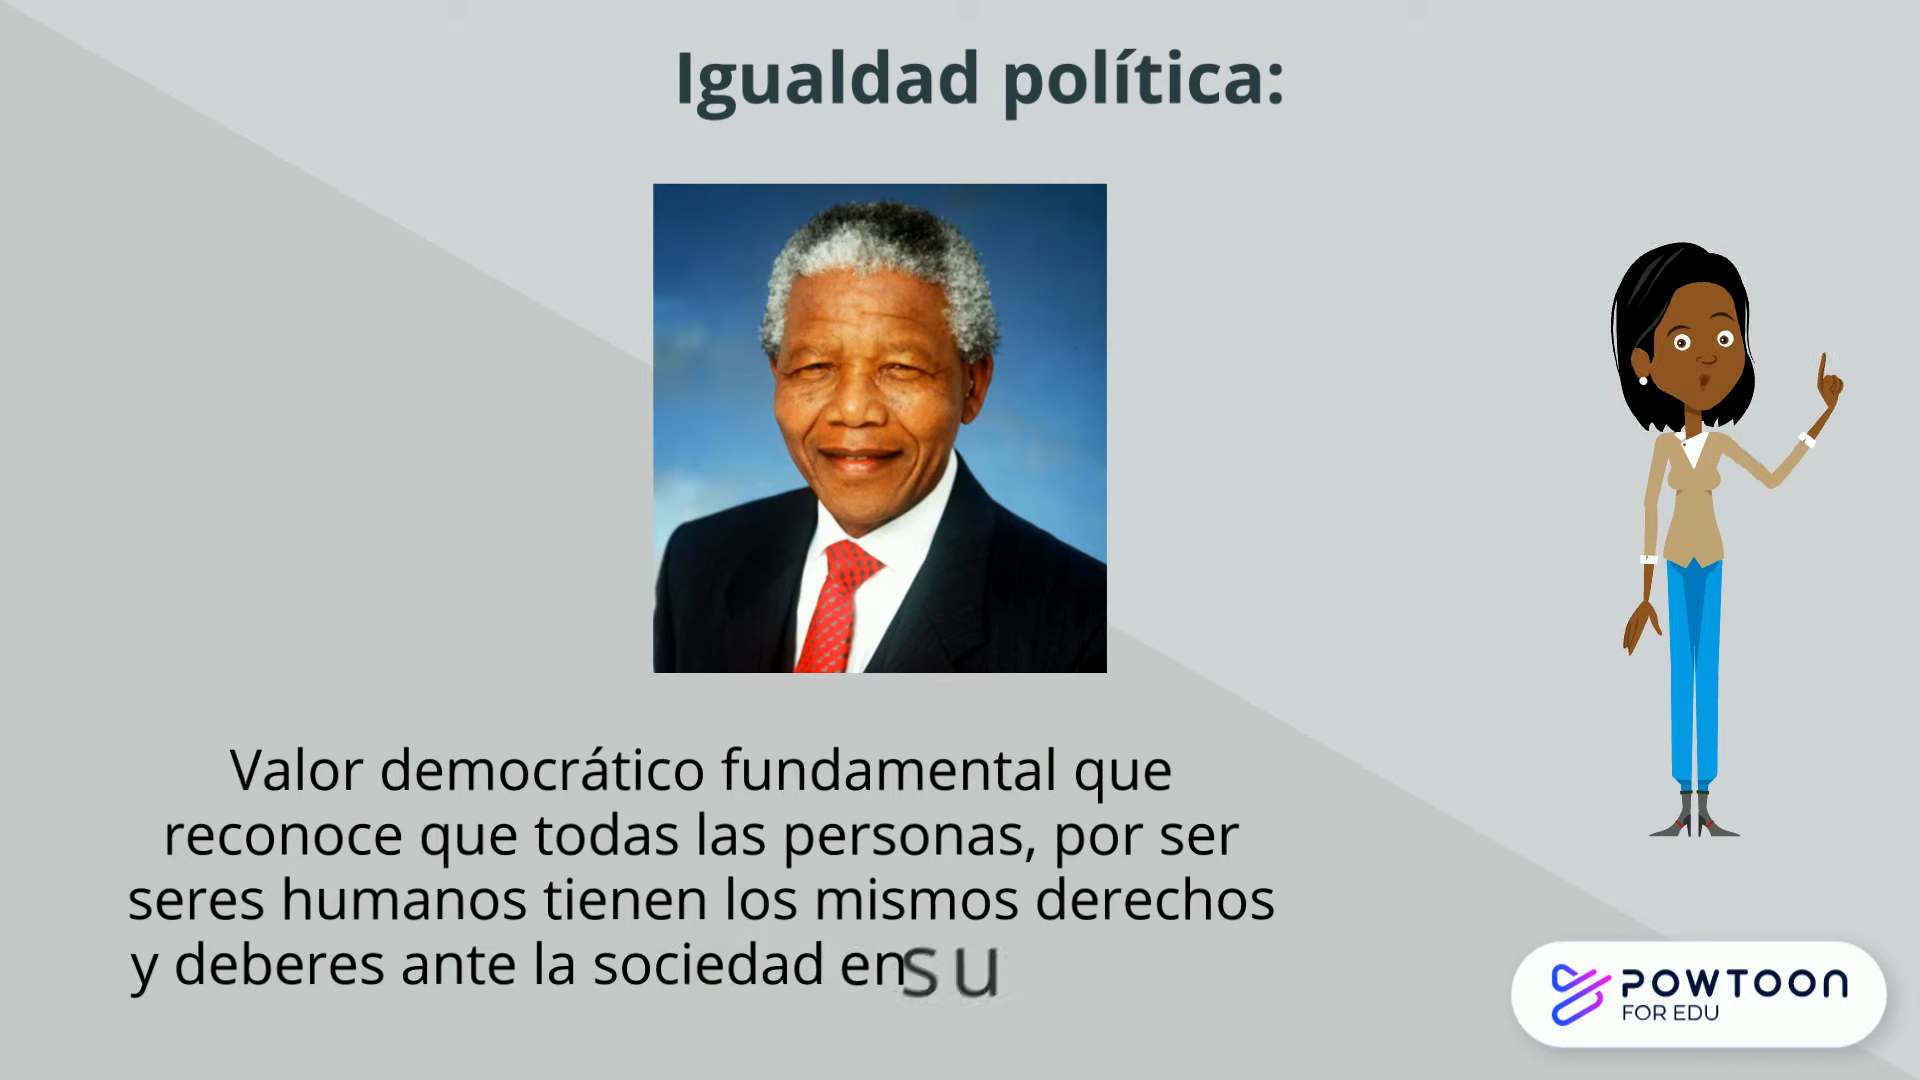 Igualdad política:
Valor democrático fundamental que
reconoce que todas las personas, por ser
seres humanos tienen los mismos derechos
y deberes ante la sociedad en su
POWTOON
FOR EDU